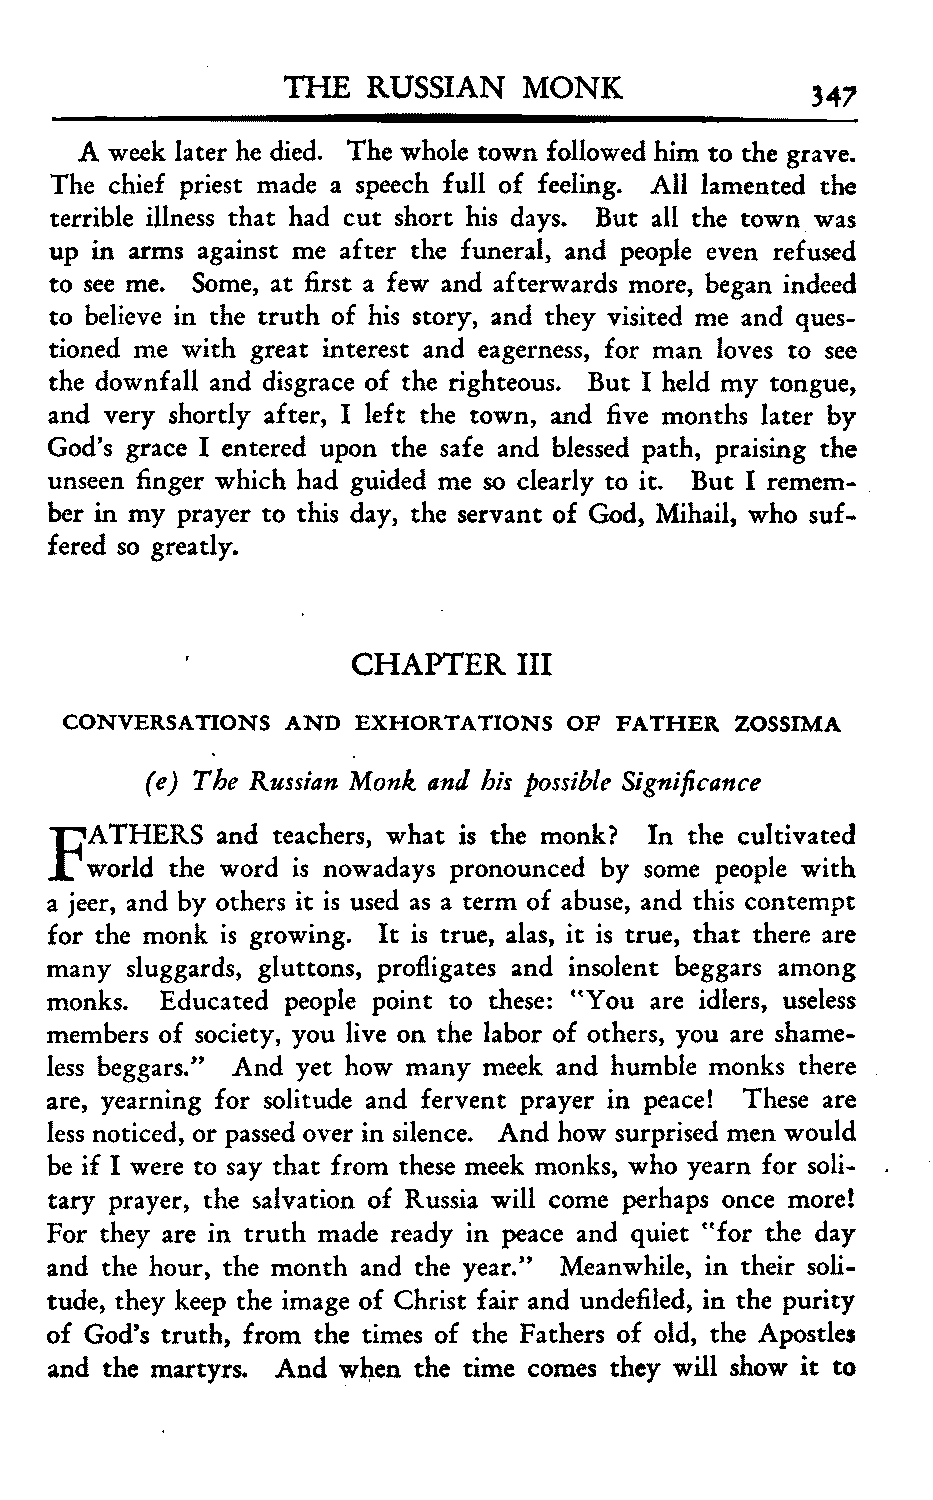 THE RUSSIAN MONK 347
A week later he died. The whole town followed him to the grave.
The chief priest made a speech full of feeling. All lamented the
terrible illness that had cut short his days. But all the town was
up in arms against me after the funeral, and people even refused
to see me. Some, at first a few and afterwards more, began indeed
to believe in the truth of his story, and they visited me and ques-
tioned me with great interest and eagerness, for man loves to see
the downfall and disgrace of the righteous. But I held my tongue,
and very shortly after, I left the town, and five months later by
God's grace I entered upon the safe and blessed path, praising the
unseen finger which had guided me so clearly to it. But I remem-
ber in my prayer to this day, the servant of God, Mihail, who suf-
fered so greatly.
CHAPTER III
CONVERSATIONS AND EXHORTATIONS OF FATHER ZOSSIMA
(e) The Russian Monk and his possible Significance
FATHERS and teachers, what is the monk? In the cultivated
world the word is nowadays pronounced by some people with
a jeer, and by others it is used as a term of abuse, and this contempt
for the monk is growing. It is true, alas, it is true, that there are
many sluggards, gluttons, profligates and insolent beggars among
monks. Educated people point to these: "You are idlers, useless
members of society, you live on the labor of others, you are shame-
less beggars." And yet how many meek and humble monks there
are, yearning for solitude and fervent prayer in peace! These are
less noticed, or passed over in silence. And how surprised men would
be if I were to say that from these meek monks, who yearn for soli-
tary prayer, the salvation of Russia will come perhaps once more!
For they are in truth made ready in peace and quiet "for the day
and the hour, the month and the year." Meanwhile, in their soli-
tude, they keep the image of Christ fair and undefiled, in the purity
of God's truth, from the times of the Fathers of old, the Apostles
and the martyrs. And when the time comes they will show it to